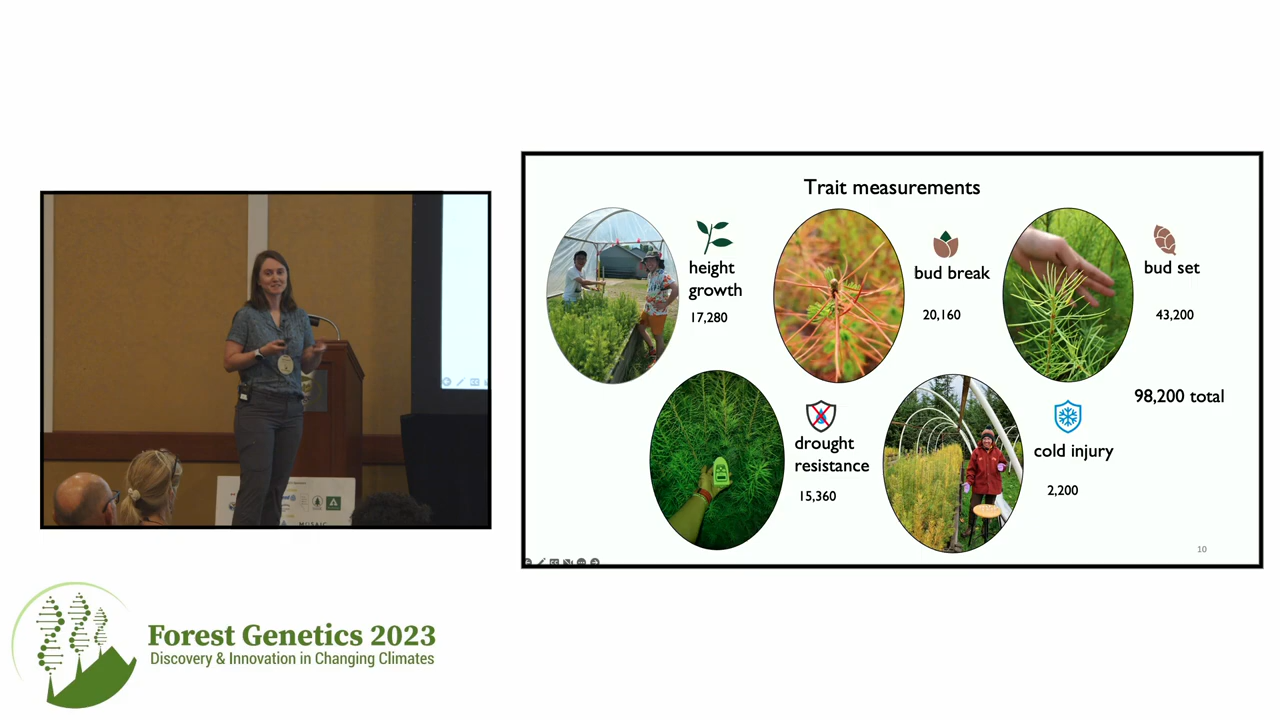 Trait measurements
height
growth
17,280
bud break
20,160
bud set
43,200
98,200 total
drought
resistance
15,360
cold injury
2,200
10
MOSAIC
Forest Genetics 2023
Discovery & Innovation in Changing Climates